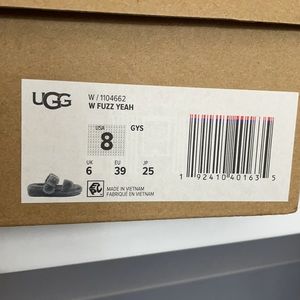 UGG
W / 1104662
W FUZZ YEAH
USA
8
GYS
UK EU JP
6 39 25
MADE IN VIETNAM
FABRIQUÉ EN VIETNAM
1 92410 40163 5